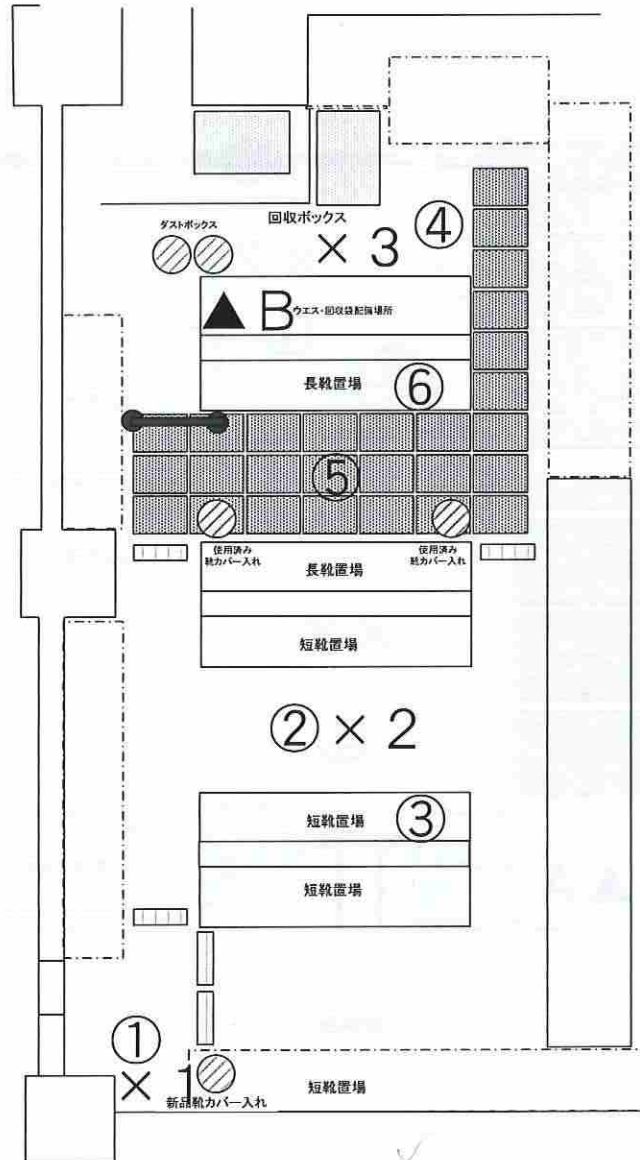 回収ボックス
ダストボックス
④
× 3
▲ B ウエス・回収袋配備場所
長靴置場 ⑥
⑤
使用済み
靴カバー入れ
使用済み
靴カバー入れ
長靴置場
短靴置場
② × 2
短靴置場 ③
短靴置場
①
× 1
新品靴カバー入れ
短靴置場